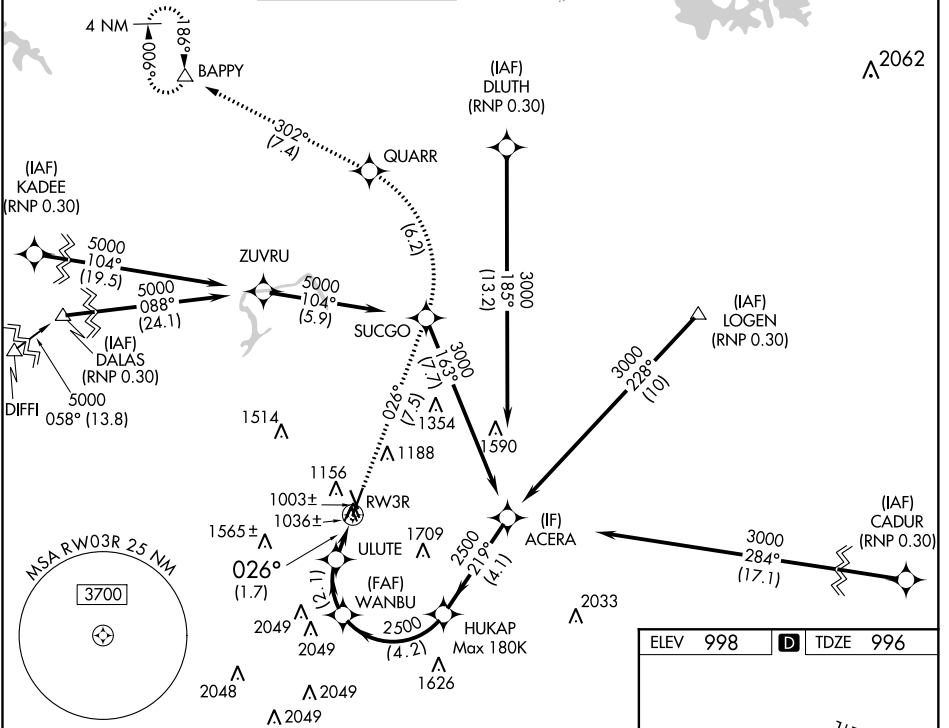 4 NM
186°
006°
BAPPY
2062
(IAF)
DLUTH
(RNP 0.30)
302°
(7.4)
QUARR
(IAF)
KADEE
(RNP 0.30)
(6.2)
5000
104°
(19.5)
ZUVRU
5000
104°
(5.9)
3000
185°
(13.2)
5000
088°
(24.1)
SUCGO
(IAF)
LOGEN
(RNP 0.30)
(IAF)
DALAS
(RNP 0.30)
3000
163°
(7.7)
3000
228°
(10)
DIFFI
5000
058° (13.8)
026°
(7.5)
1514
1354
1590
1188
1156
1003±
RW3R
1036±
(IF)
ACERA
(IAF)
CADUR
(RNP 0.30)
1565±
ULUTE
1709
2500
219°
(4.1)
3000
284°
(17.1)
MSA RW03R 25 NM
3700
026°
(1.7)
(2.1)
(FAF)
WANBU
2033
2049
2049
2500
(4.2)
HUKAP
Max 180K
ELEV 998
D
TDZE 996
2048
2049
1626
2049